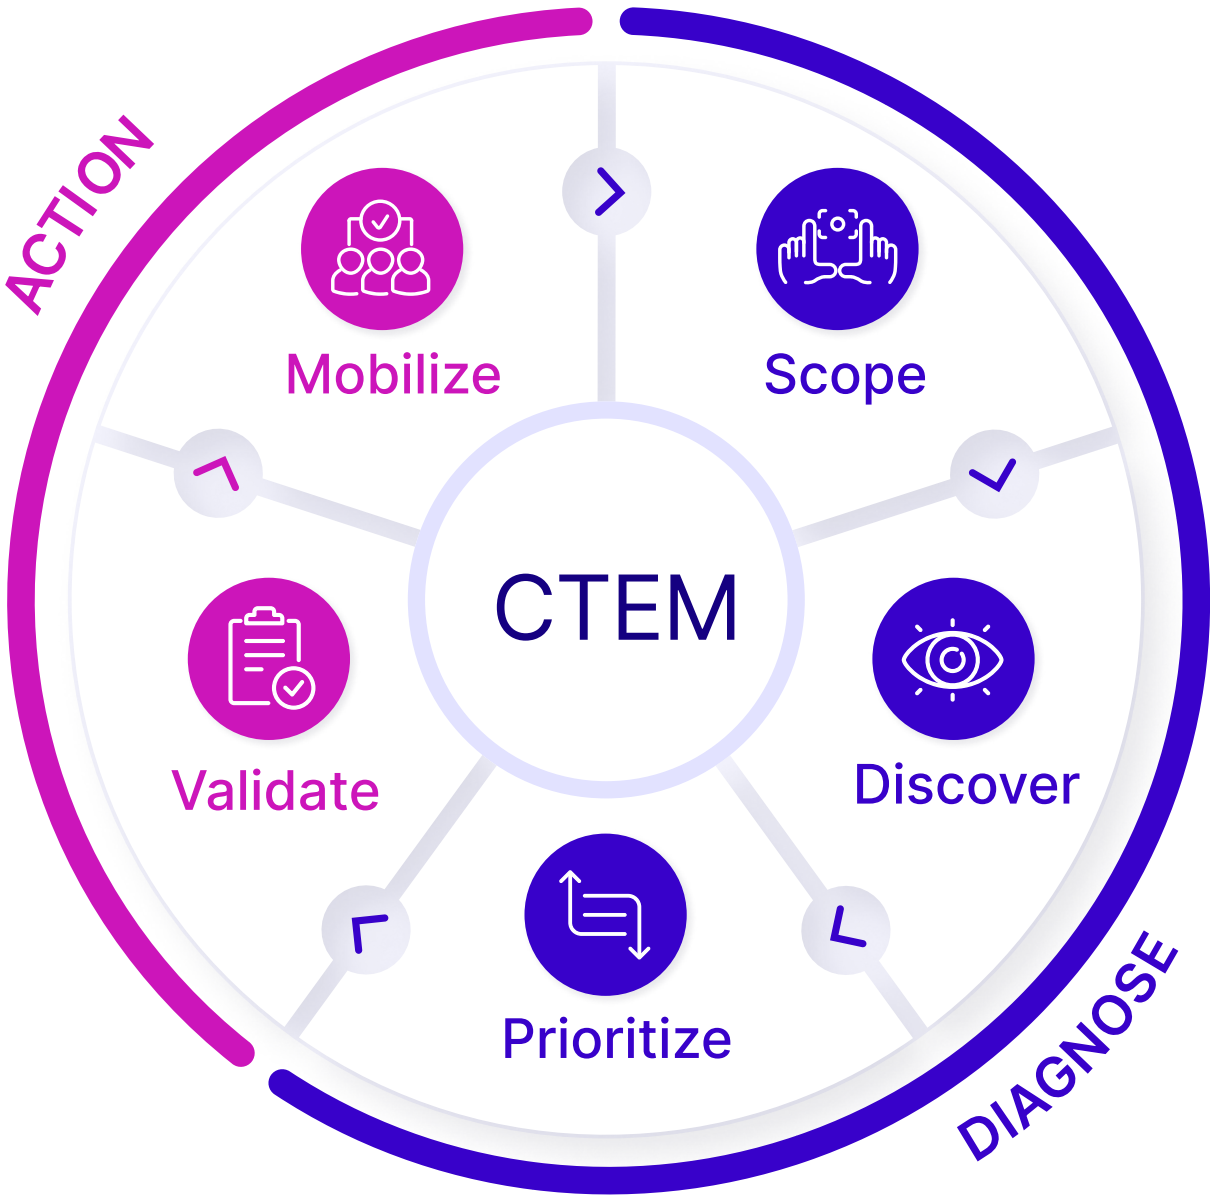 ACTION
Mobilize
Scope
CTEM
Validate
Discover
Prioritize
DIAGNOSE